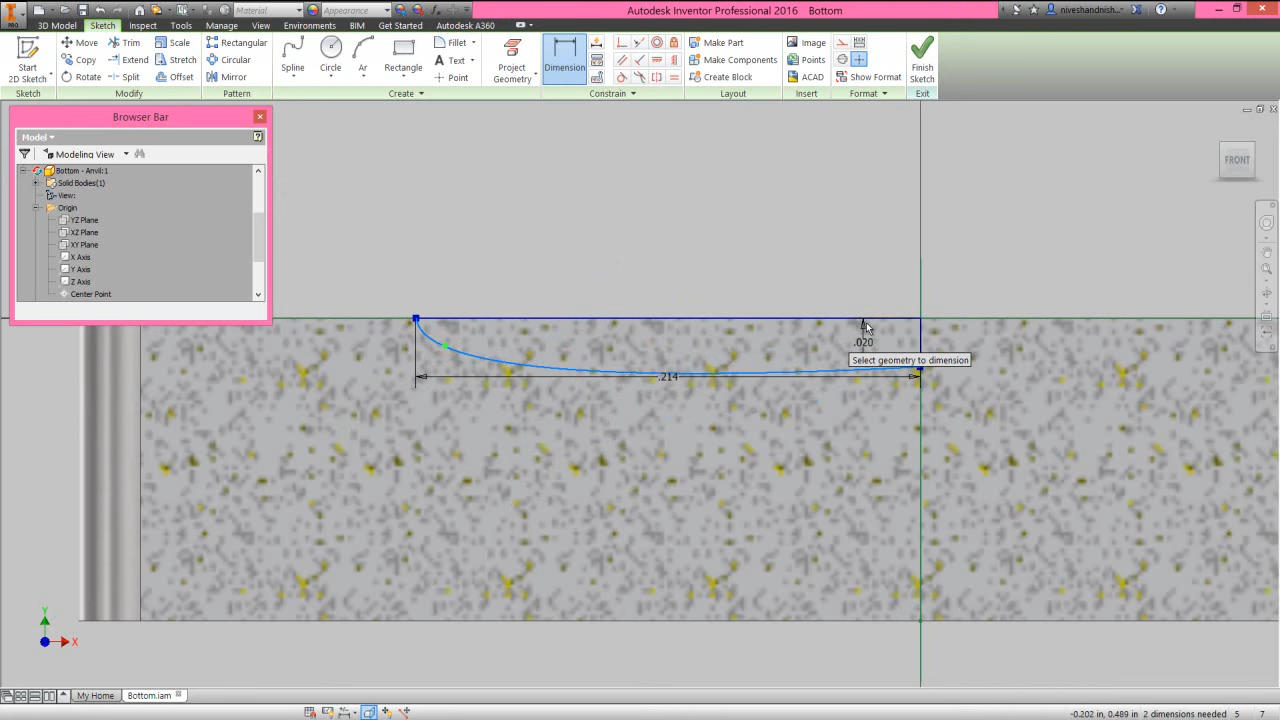 PRO
Material
Appearance
Autodesk Inventor Professional 2016 Bottom
niveshandnish...
3D Model Sketch Inspect Tools Manage View Environments BIM Get Started Autodesk A360
Start 2D Sketch
Move Trim Scale
Copy Extend Stretch
Rotate Split Offset
Rectangular
Circular
Mirror
Spline Circle Arc Rectangle
Fillet
Text
Point
Project Geometry
Dimension
Make Part
Make Components
Create Block
Image
Points
ACAD
Show Format
Finish Sketch
Sketch Modify Pattern Create Constrain Layout Insert Format Exit
Browser Bar
Model
Modeling View
Bottom - Anvil:1
Solid Bodies(1)
View:
Origin
YZ Plane
XZ Plane
XY Plane
X Axis
Y Axis
Z Axis
Center Point
FRONT
.020
Select geometry to dimension
.214
Y
X
My Home Bottom.iam
-0.202 in, 0.489 in 2 dimensions needed 5 7